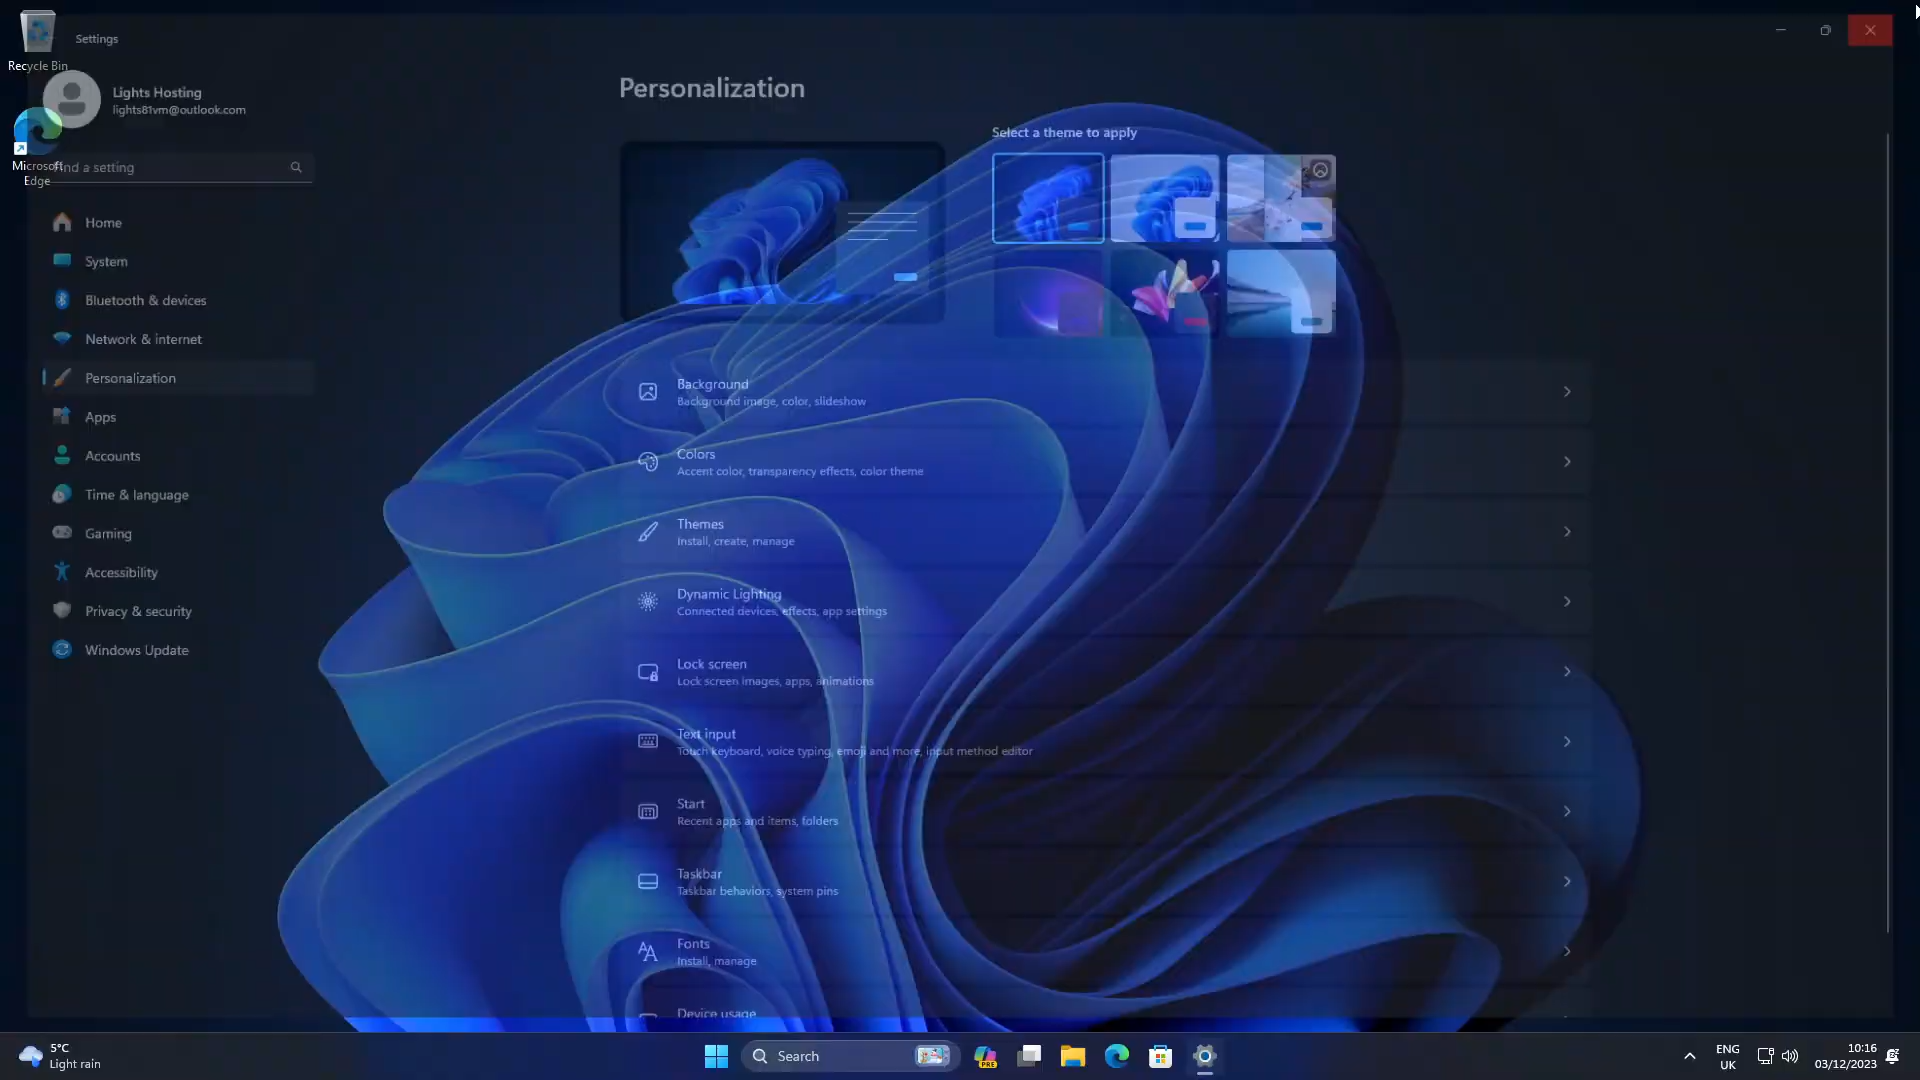 Settings
Recycle Bin
Lights Hosting
lights81vm@outlook.com
Microsoft
Edge
Find a setting
Home
System
Bluetooth & devices
Network & internet
Personalization
Apps
Accounts
Time & language
Gaming
Accessibility
Privacy & security
Windows Update
Personalization
Select a theme to apply
Background
Background image, color, slideshow
Colors
Accent color, transparency effects, color theme
Themes
Install, create, manage
Dynamic Lighting
Connected devices, effects, app settings
Lock screen
Lock screen images, apps, animations
Text input
Touch keyboard, voice typing, emoji and more, input method editor
Start
Recent apps and items, folders
Taskbar
Taskbar behaviors, system pins
Fonts
Install, manage
Device usage
5°C
Light rain
Search
PRE
ENG
UK
10:16
03/12/2023